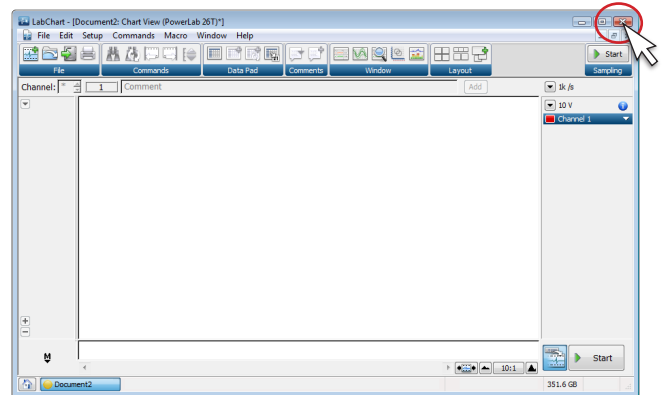 LabChart - [Document2: Chart View (PowerLab 26T)*]
File Edit Setup Commands Macro Window Help
Start
File Commands Data Pad Comments Window Layout Sampling
Channel: * 1 Comment Add 1k /s
10 V
Channel 1
+
−
M
10:1 Start
Document2 351.6 GB